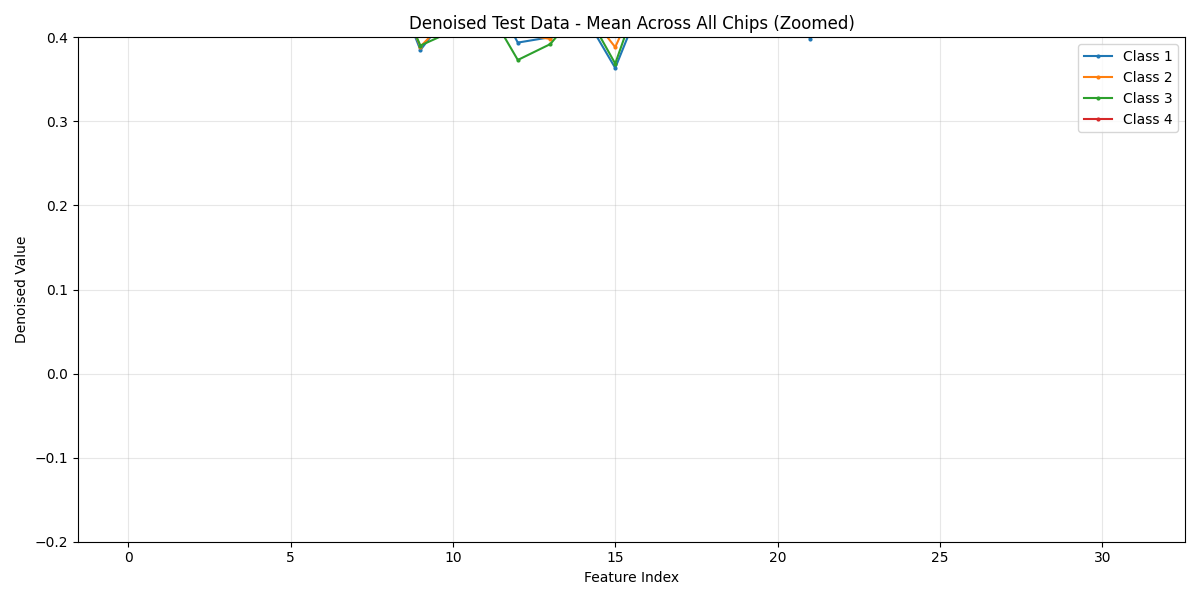 Denoised Test Data - Mean Across All Chips (Zoomed)
0.4
0.3
0.2
0.1
0.0
−0.1
−0.2
Denoised Value
Class 1
Class 2
Class 3
Class 4
0 5 10 15 20 25 30
Feature Index